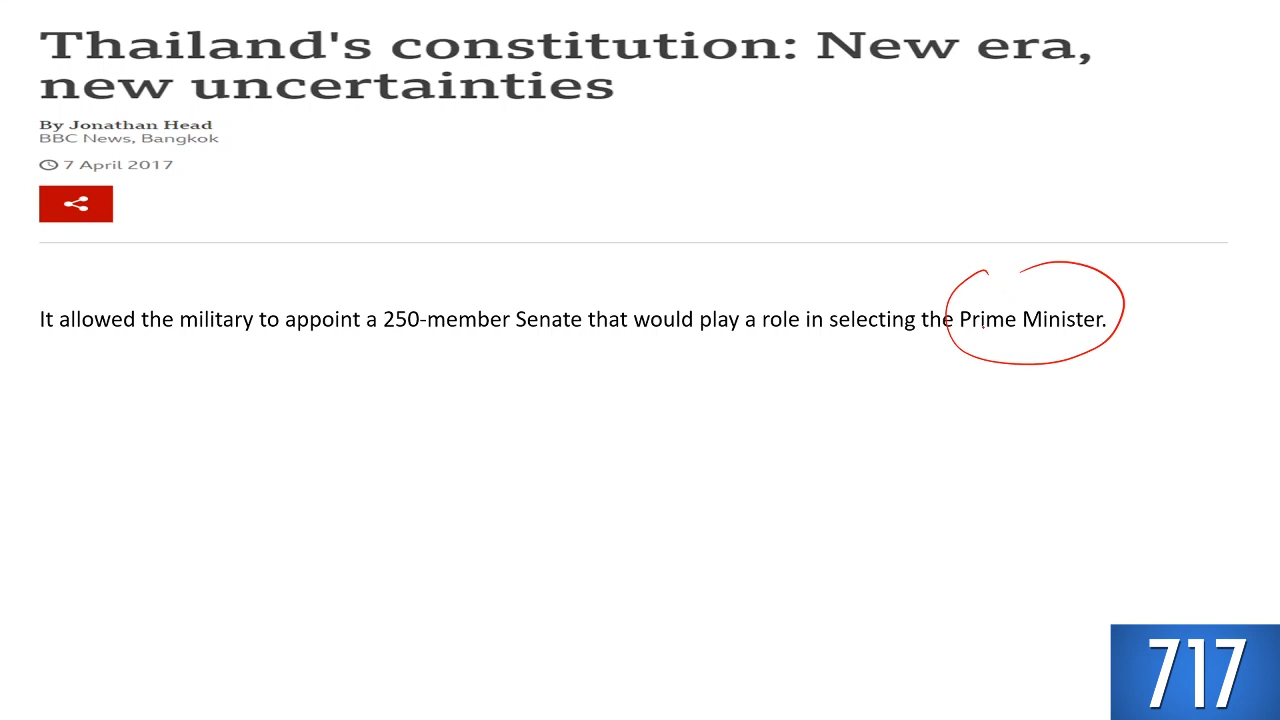 Thailand's constitution: New era,
new uncertainties
By Jonathan Head
BBC News, Bangkok
7 April 2017
It allowed the military to appoint a 250-member Senate that would play a role in selecting the Prime Minister.
717